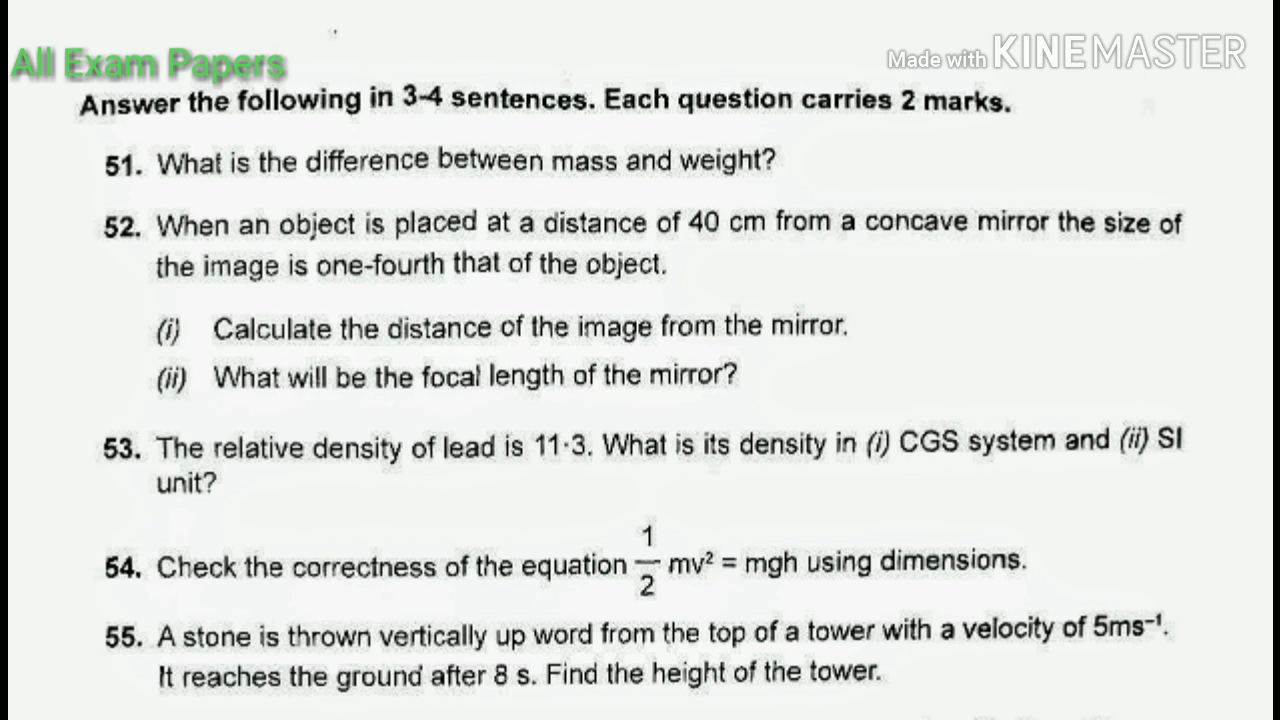 All Exam Papers
Made with KINEMASTER
Answer the following in 3-4 sentences. Each question carries 2 marks.
51. What is the difference between mass and weight?
52. When an object is placed at a distance of 40 cm from a concave mirror the size of
the image is one-fourth that of the object.
(i) Calculate the distance of the image from the mirror.
(ii) What will be the focal length of the mirror?
53. The relative density of lead is 11·3. What is its density in (i) CGS system and (ii) SI
unit?
54. Check the correctness of the equation 1/2 mv² = mgh using dimensions.
55. A stone is thrown vertically up word from the top of a tower with a velocity of 5ms⁻¹.
It reaches the ground after 8 s. Find the height of the tower.